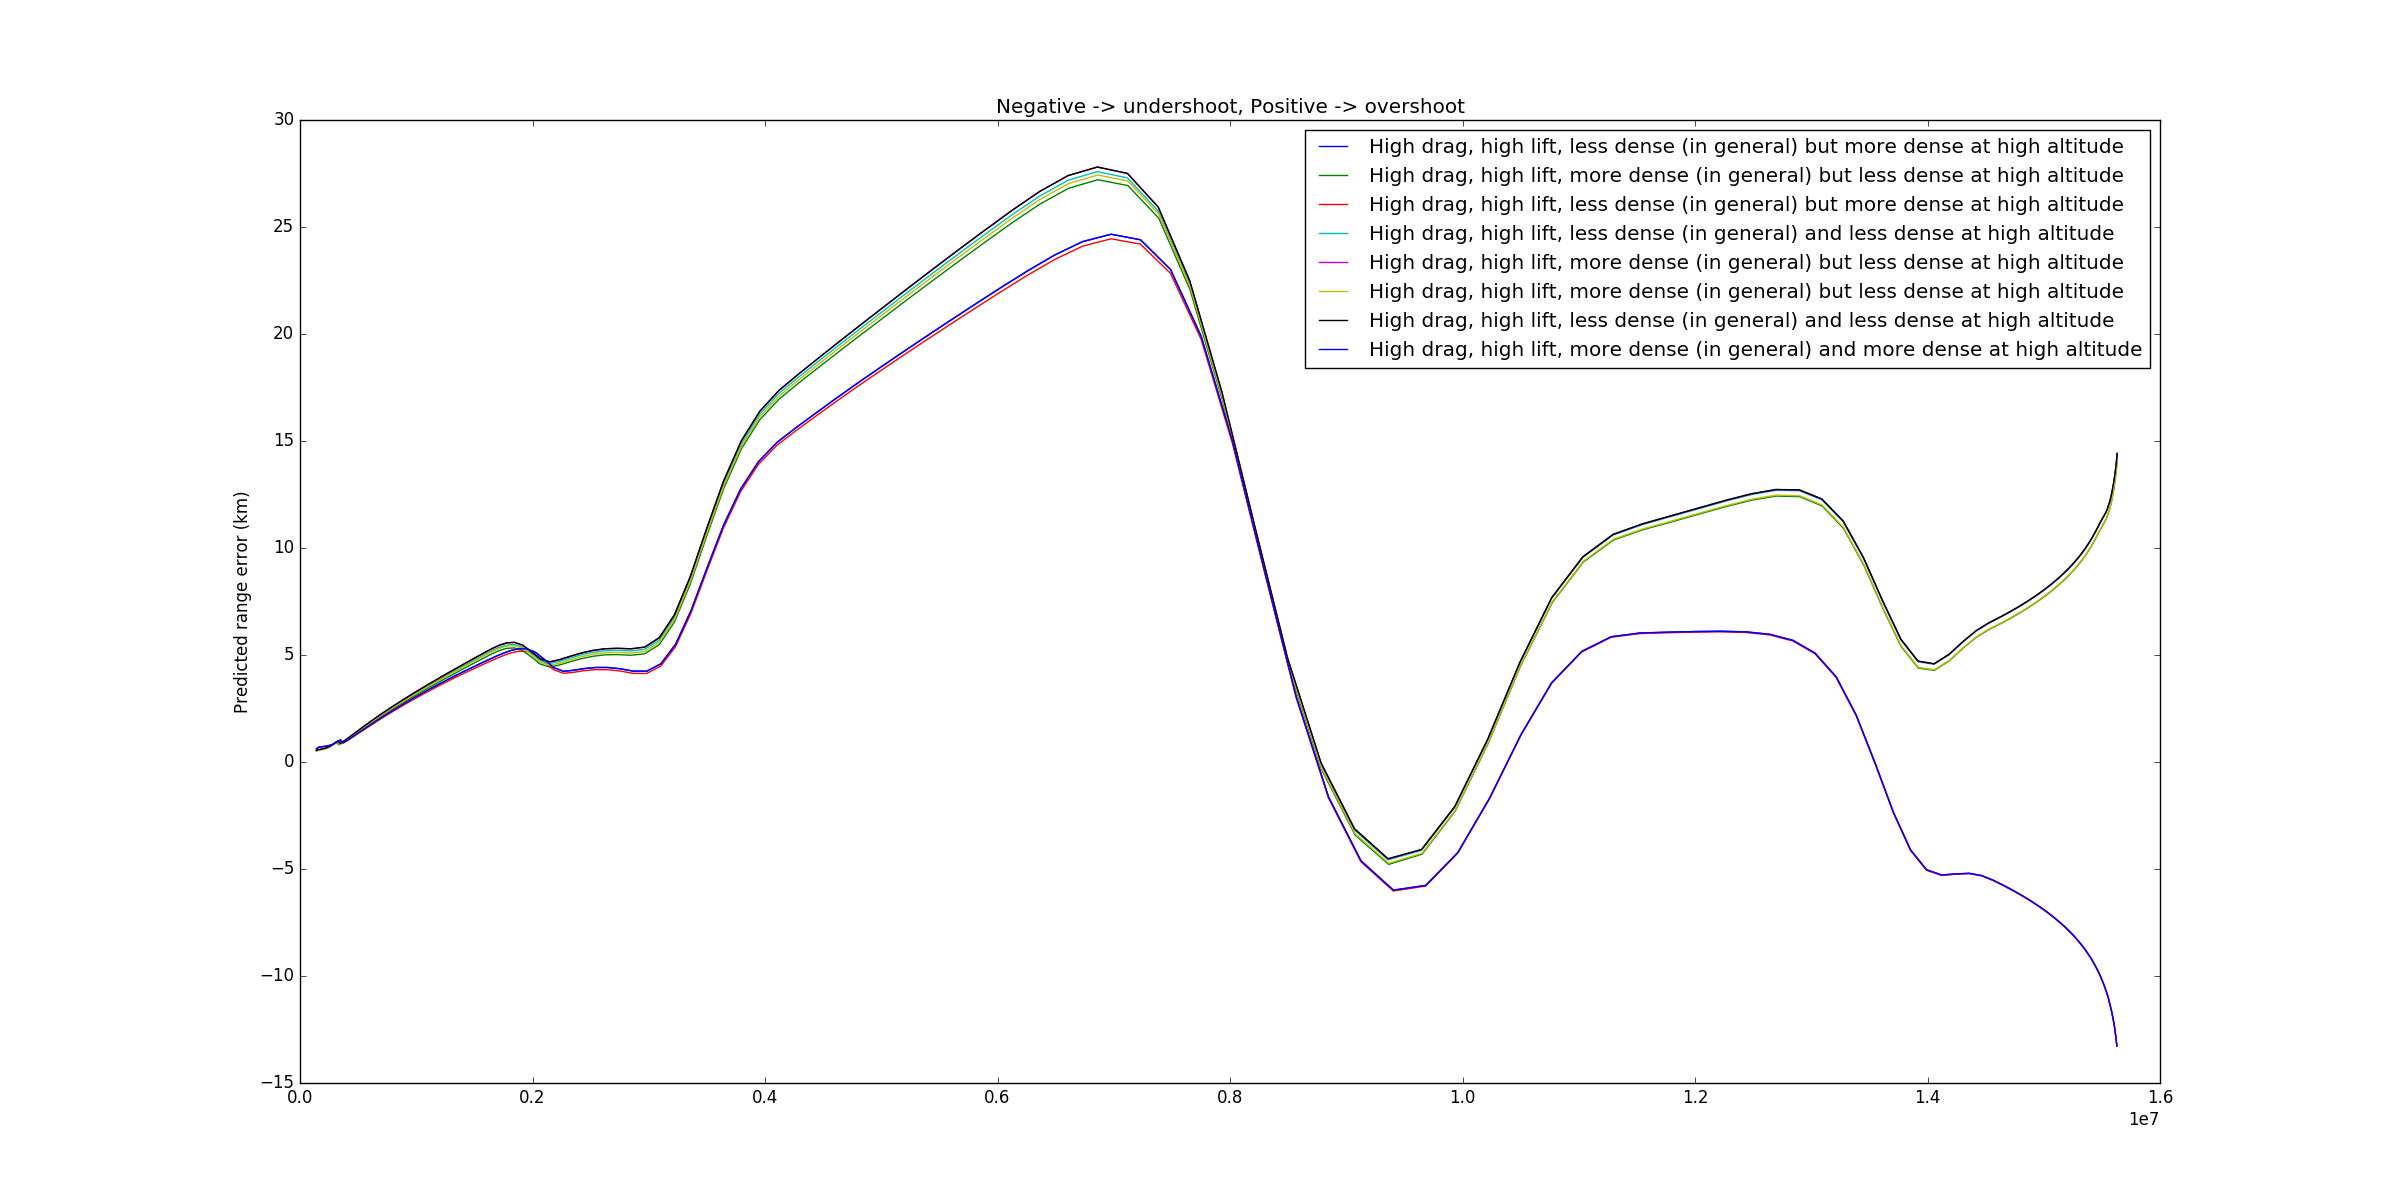 Negative -> undershoot, Positive -> overshoot
30
25
20
15
10
5
0
−5
−10
−15
Predicted range error (km)
High drag, high lift, less dense (in general) but more dense at high altitude
High drag, high lift, more dense (in general) but less dense at high altitude
High drag, high lift, less dense (in general) but more dense at high altitude
High drag, high lift, less dense (in general) and less dense at high altitude
High drag, high lift, more dense (in general) but less dense at high altitude
High drag, high lift, more dense (in general) but less dense at high altitude
High drag, high lift, less dense (in general) and less dense at high altitude
High drag, high lift, more dense (in general) and more dense at high altitude
0.0 0.2 0.4 0.6 0.8 1.0 1.2 1.4 1.6
1e7